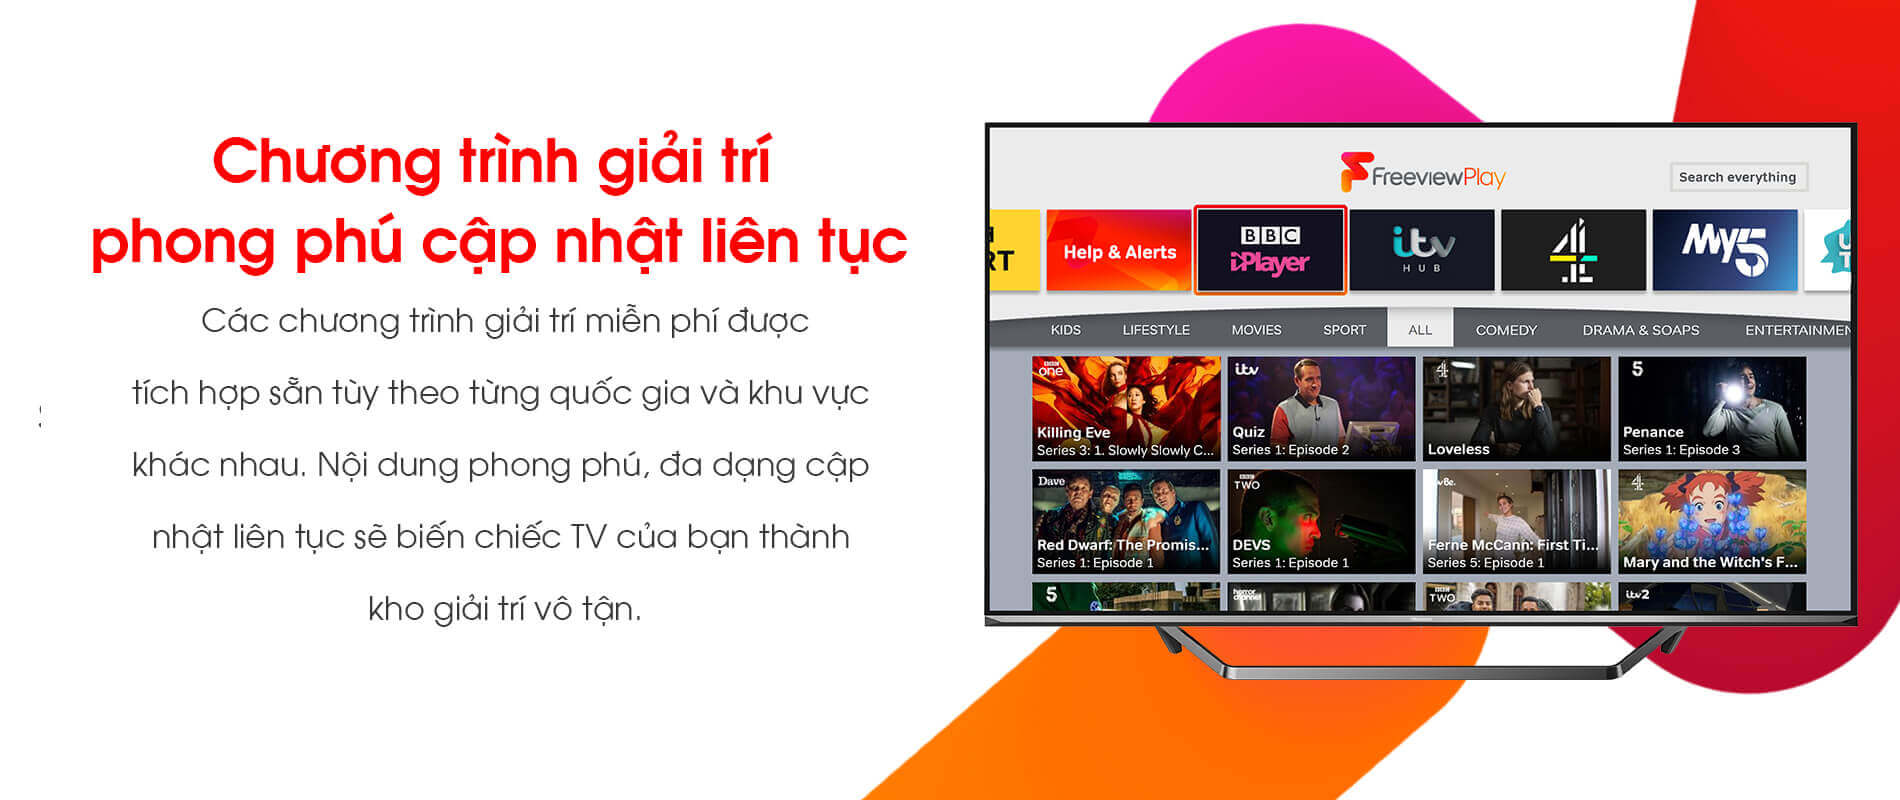 Chương trình giải trí
phong phú cập nhật liên tục
Các chương trình giải trí miễn phí được
tích hợp sẵn tùy theo từng quốc gia và khu vực
khác nhau. Nội dung phong phú, đa dạng cập
nhật liên tục sẽ biến chiếc TV của bạn thành
kho giải trí vô tận.
FreeviewPlay
Search everything
RT
Help & Alerts
BBC
iPlayer
itv
HUB
4
My5
KIDS LIFESTYLE MOVIES SPORT ALL COMEDY DRAMA & SOAPS ENTERTAINMEN
BBC
one
Killing Eve
Series 3: 1. Slowly Slowly C...
itv
Quiz
Series 1: Episode 2
4
Loveless
5
Penance
Series 1: Episode 3
Dave
Red Dwarf: The Promis...
Series 1: Episode 1
BBC
TWO
DEVS
Series 1: Episode 1
vBe.
Ferne McCann: First Ti...
Series 5: Episode 1
4
Mary and the Witch's F...
5
horror
channel
BBC
TWO
itv2